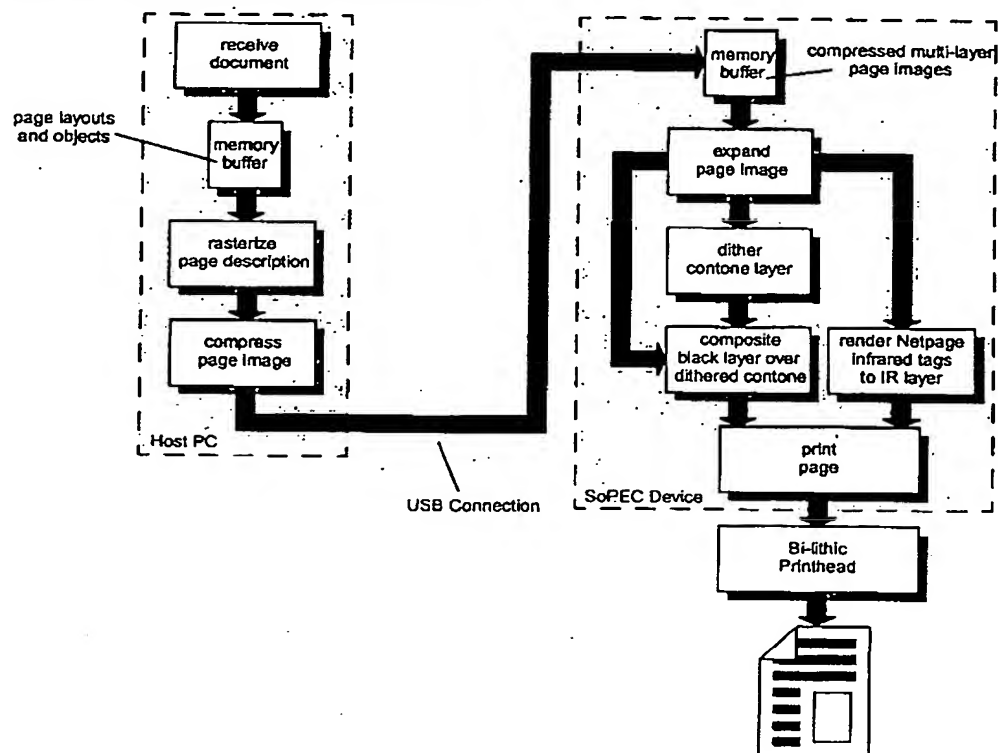 receive
document
page layouts
and objects
memory
buffer
rasterize
page description
compress
page image
Host PC
USB Connection
memory
buffer
compressed multi-layer
page images
expand
page image
dither
contone layer
composite
black layer over
dithered contone
render Netpage
infrared tags
to IR layer
print
page
SoPEC Device
Bi-lithic
Printhead